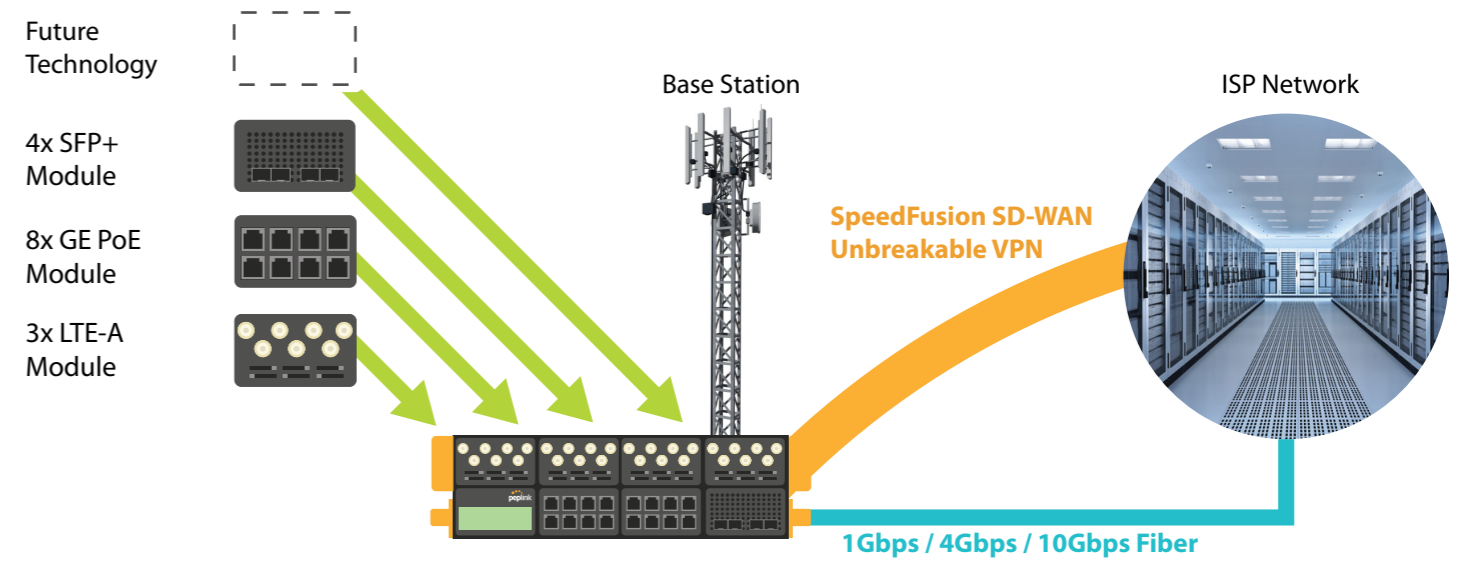 Future
Technology
4x SFP+
Module
8x GE PoE
Module
3x LTE-A
Module
Base Station
ISP Network
SpeedFusion SD-WAN
Unbreakable VPN
peplink
1Gbps / 4Gbps / 10Gbps Fiber